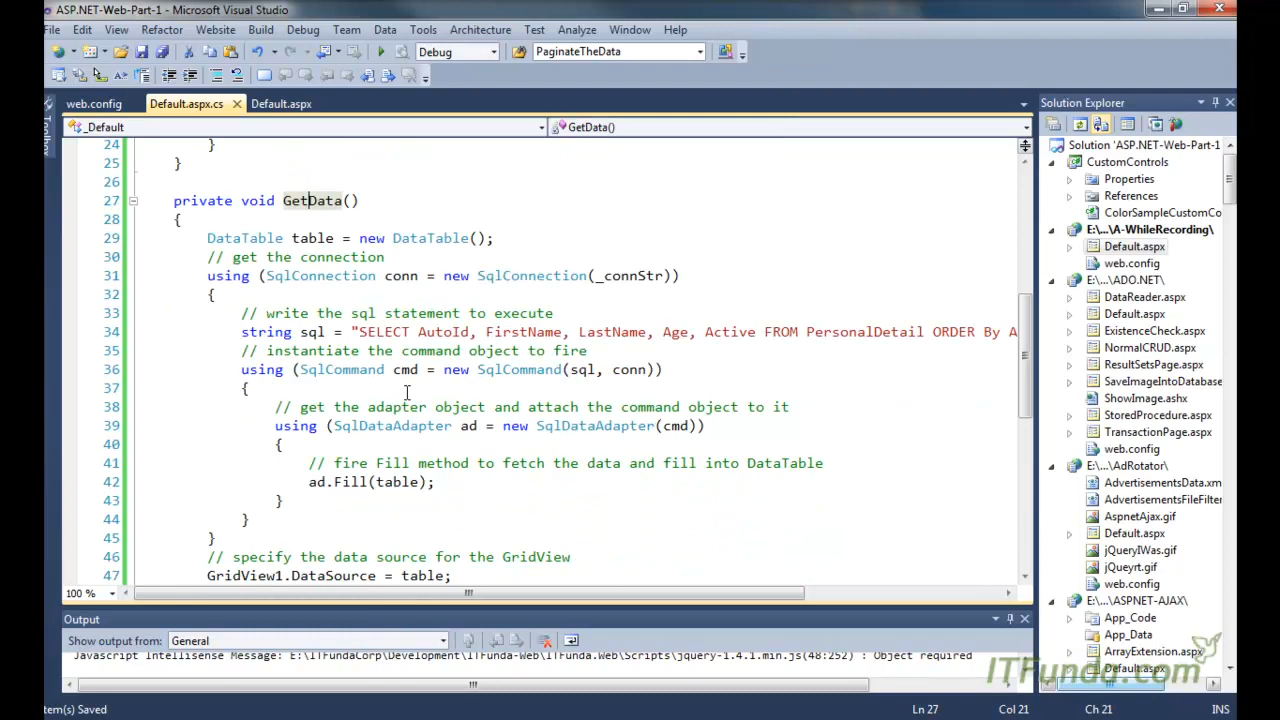 ASP.NET-Web-Part-1 - Microsoft Visual Studio
File Edit View Refactor Website Build Debug Team Data Tools Architecture Test Analyze Window Help
Debug PaginateTheData
web.config Default.aspx.cs Default.aspx
_Default GetData()
24 }
25 }
26
27 private void GetData()
28 {
29 DataTable table = new DataTable();
30 // get the connection
31 using (SqlConnection conn = new SqlConnection(_connStr))
32 {
33 // write the sql statement to execute
34 string sql = "SELECT AutoId, FirstName, LastName, Age, Active FROM PersonalDetail ORDER By A
35 // instantiate the command object to fire
36 using (SqlCommand cmd = new SqlCommand(sql, conn))
37 {
38 // get the adapter object and attach the command object to it
39 using (SqlDataAdapter ad = new SqlDataAdapter(cmd))
40 {
41 // fire Fill method to fetch the data and fill into DataTable
42 ad.Fill(table);
43 }
44 }
45 }
46 // specify the data source for the GridView
47 GridView1.DataSource = table;
100 %
Toolbox
Solution Explorer
Solution 'ASP.NET-Web-Part-1
CustomControls
Properties
References
ColorSampleCustomCo
E:\...\A-WhileRecording\
Default.aspx
web.config
E:\...\ADO.NET\
DataReader.aspx
Default.aspx
ExistenceCheck.aspx
NormalCRUD.aspx
ResultSetsPage.aspx
SaveImageIntoDatabase
ShowImage.ashx
StoredProcedure.aspx
TransactionPage.aspx
web.config
E:\...\AdRotator\
AdvertisementsData.xm
AdvertisementsFileFilter
AspnetAjax.gif
Default.aspx
jQueryIWas.gif
jQueyrt.gif
web.config
E:\...\ASPNET-AJAX\
App_Code
App_Data
ArrayExtension.aspx
Default.aspx
Output
Show output from: General
Javascript Intellisense Message: E:\ITFundaCorp\Development\ITFunda-Web\ITFunda.Web\Scripts\jquery-1.4.1.min.js(48:252) : Object required
ITFunda.com
tem(s) Saved Ln 27 Col 21 Ch 21 INS